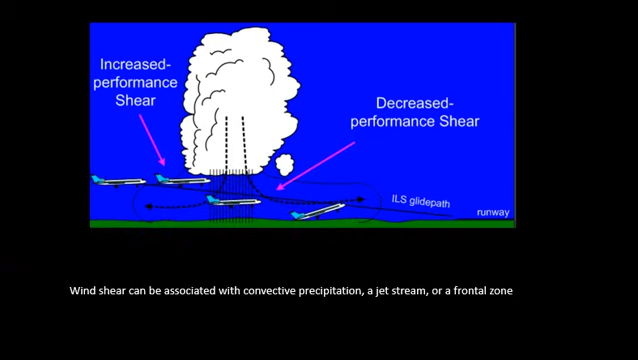 Increased-
performance
Shear
Decreased-
performance Shear
ILS glidepath
runway
Wind shear can be associated with convective precipitation, a jet stream, or a frontal zone